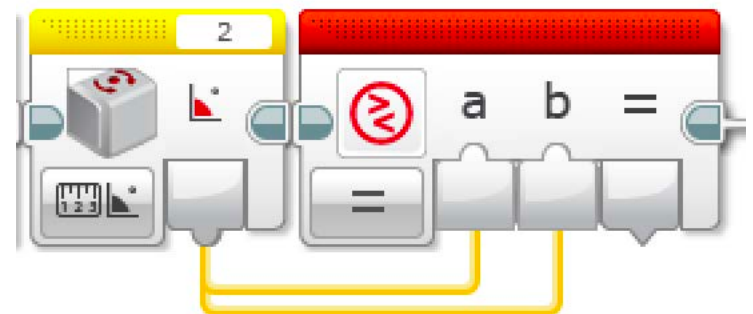 2
a b =
123
=